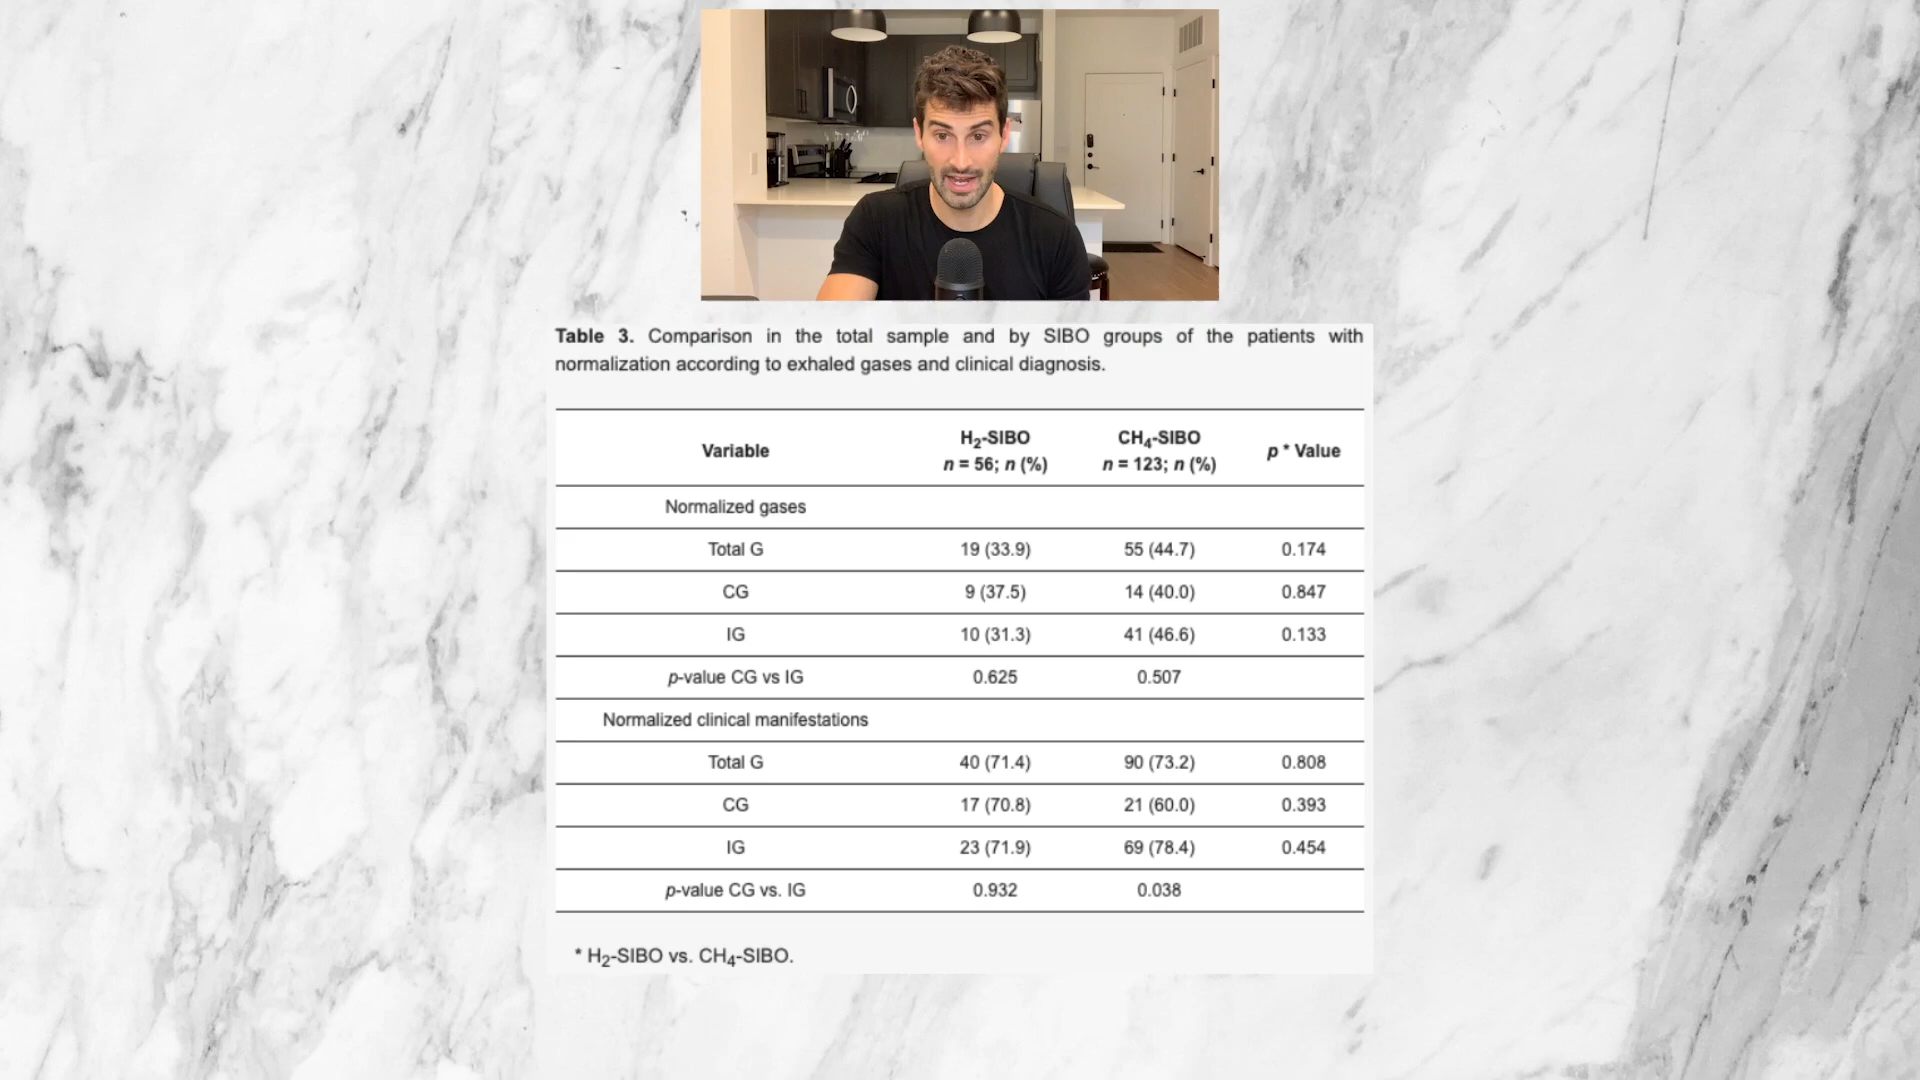 Table 3. Comparison in the total sample and by SIBO groups of the patients with
normalization according to exhaled gases and clinical diagnosis.
Variable H₂-SIBO n = 56; n (%) CH₄-SIBO n = 123; n (%) p * Value
Normalized gases
Total G 19 (33.9) 55 (44.7) 0.174
CG 9 (37.5) 14 (40.0) 0.847
IG 10 (31.3) 41 (46.6) 0.133
p-value CG vs IG 0.625 0.507
Normalized clinical manifestations
Total G 40 (71.4) 90 (73.2) 0.808
CG 17 (70.8) 21 (60.0) 0.393
IG 23 (71.9) 69 (78.4) 0.454
p-value CG vs. IG 0.932 0.038
* H₂-SIBO vs. CH₄-SIBO.